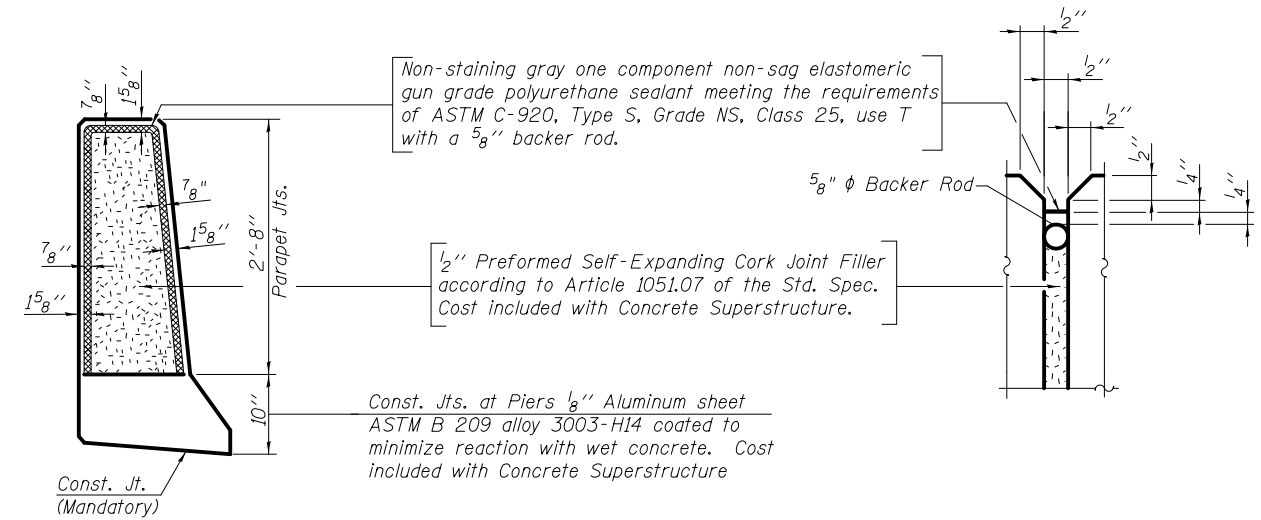 1/2''
7/8''
1 5/8''
Non-staining gray one component non-sag elastomeric
gun grade polyurethane sealant meeting the requirements
of ASTM C-920, Type S, Grade NS, Class 25, use T
with a 5/8'' backer rod.
1/2''
1/2''
1/2''
1/4''
1/4''
5/8" ϕ Backer Rod
7/8"
1 5/8''
2'-8''
Parapet Jts.
7/8''
1 5/8''
1/2'' Preformed Self-Expanding Cork Joint Filler
according to Article 1051.07 of the Std. Spec.
Cost included with Concrete Superstructure.
10''
Const. Jts. at Piers 1/8'' Aluminum sheet
ASTM B 209 alloy 3003-H14 coated to
minimize reaction with wet concrete. Cost
included with Concrete Superstructure
Const. Jt.
(Mandatory)